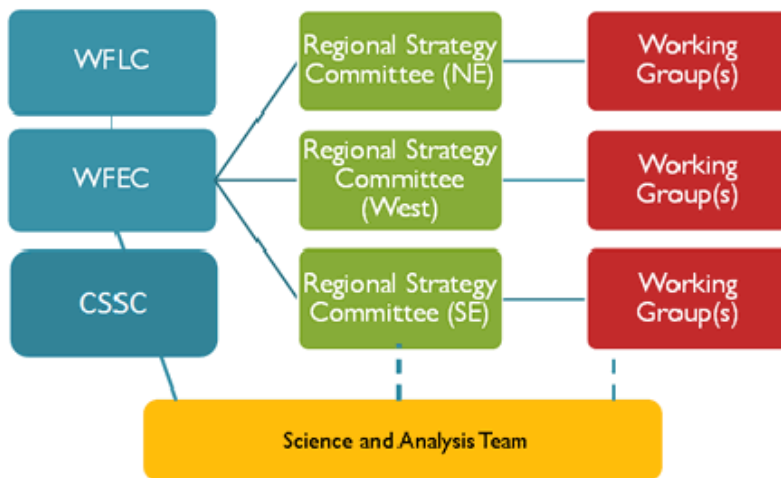 WFLC
Regional Strategy
Committee (NE)
Working
Group(s)
WFEC
Regional Strategy
Committee
(West)
Working
Group(s)
CSSC
Regional Strategy
Committee (SE)
Working
Group(s)
Science and Analysis Team